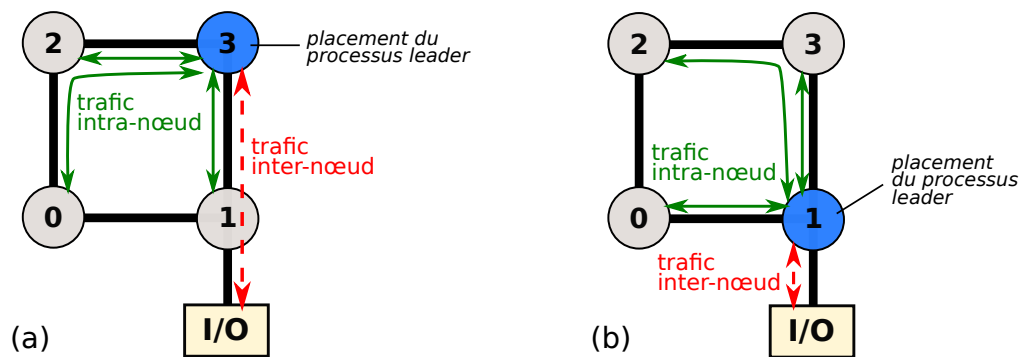 2
3
placement du
processus leader
trafic
intra-nœud
trafic
inter-nœud
0
1
I/O
(a)
2
3
trafic
intra-nœud
placement
du processus
leader
0
1
trafic
inter-nœud
I/O
(b)